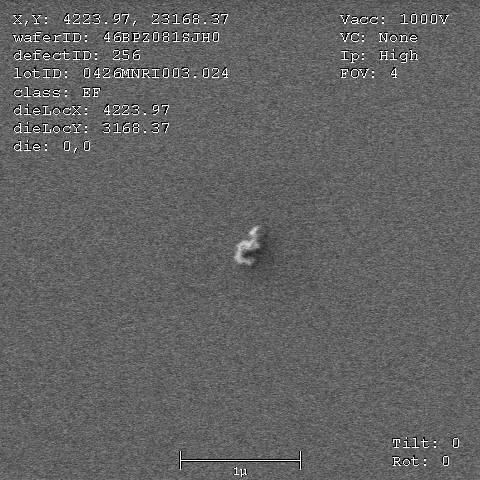 X,Y: 4223.97, 23168.37
waferID: 46BPZ081SJH0
defectID: 256
lotID: 0426MNRI003.024
class: EF
dieLocX: 4223.97
dieLocY: 3168.37
die: 0,0
Vacc: 1000V
VC: None
Ip: High
FOV: 4
Tilt: 0
Rot: 0
1µ